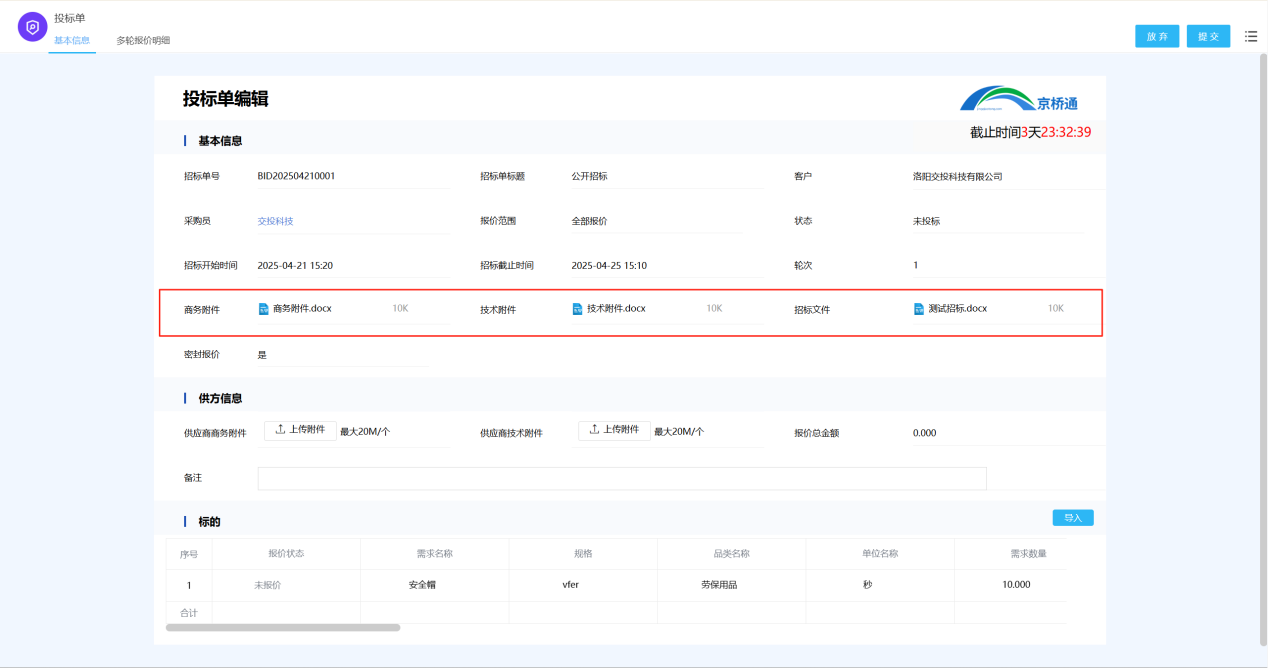 投标单
基本信息 多轮报价明细
放弃 提交
投标单编辑
京桥通
截止时间3天23:32:39
基本信息
招标单号 BID202504210001 招标单标题 公开招标 客户 洛阳交投科技有限公司
采购员 交投科技 报价范围 全部报价 状态 未投标
招标开始时间 2025-04-21 15:20 招标截止时间 2025-04-25 15:10 轮次 1
商务附件 商务附件.docx 10K 技术附件 技术附件.docx 10K 招标文件 测试招标.docx 10K
密封报价 是
供方信息
供应商商务附件 上传附件 最大20M/个 供应商技术附件 上传附件 最大20M/个 报价总金额 0.000
备注
标的 导入
序号 报价状态 需求名称 规格 品类名称 单位名称 需求数量
1 未报价 安全帽 vfer 劳保用品 秒 10.000
合计